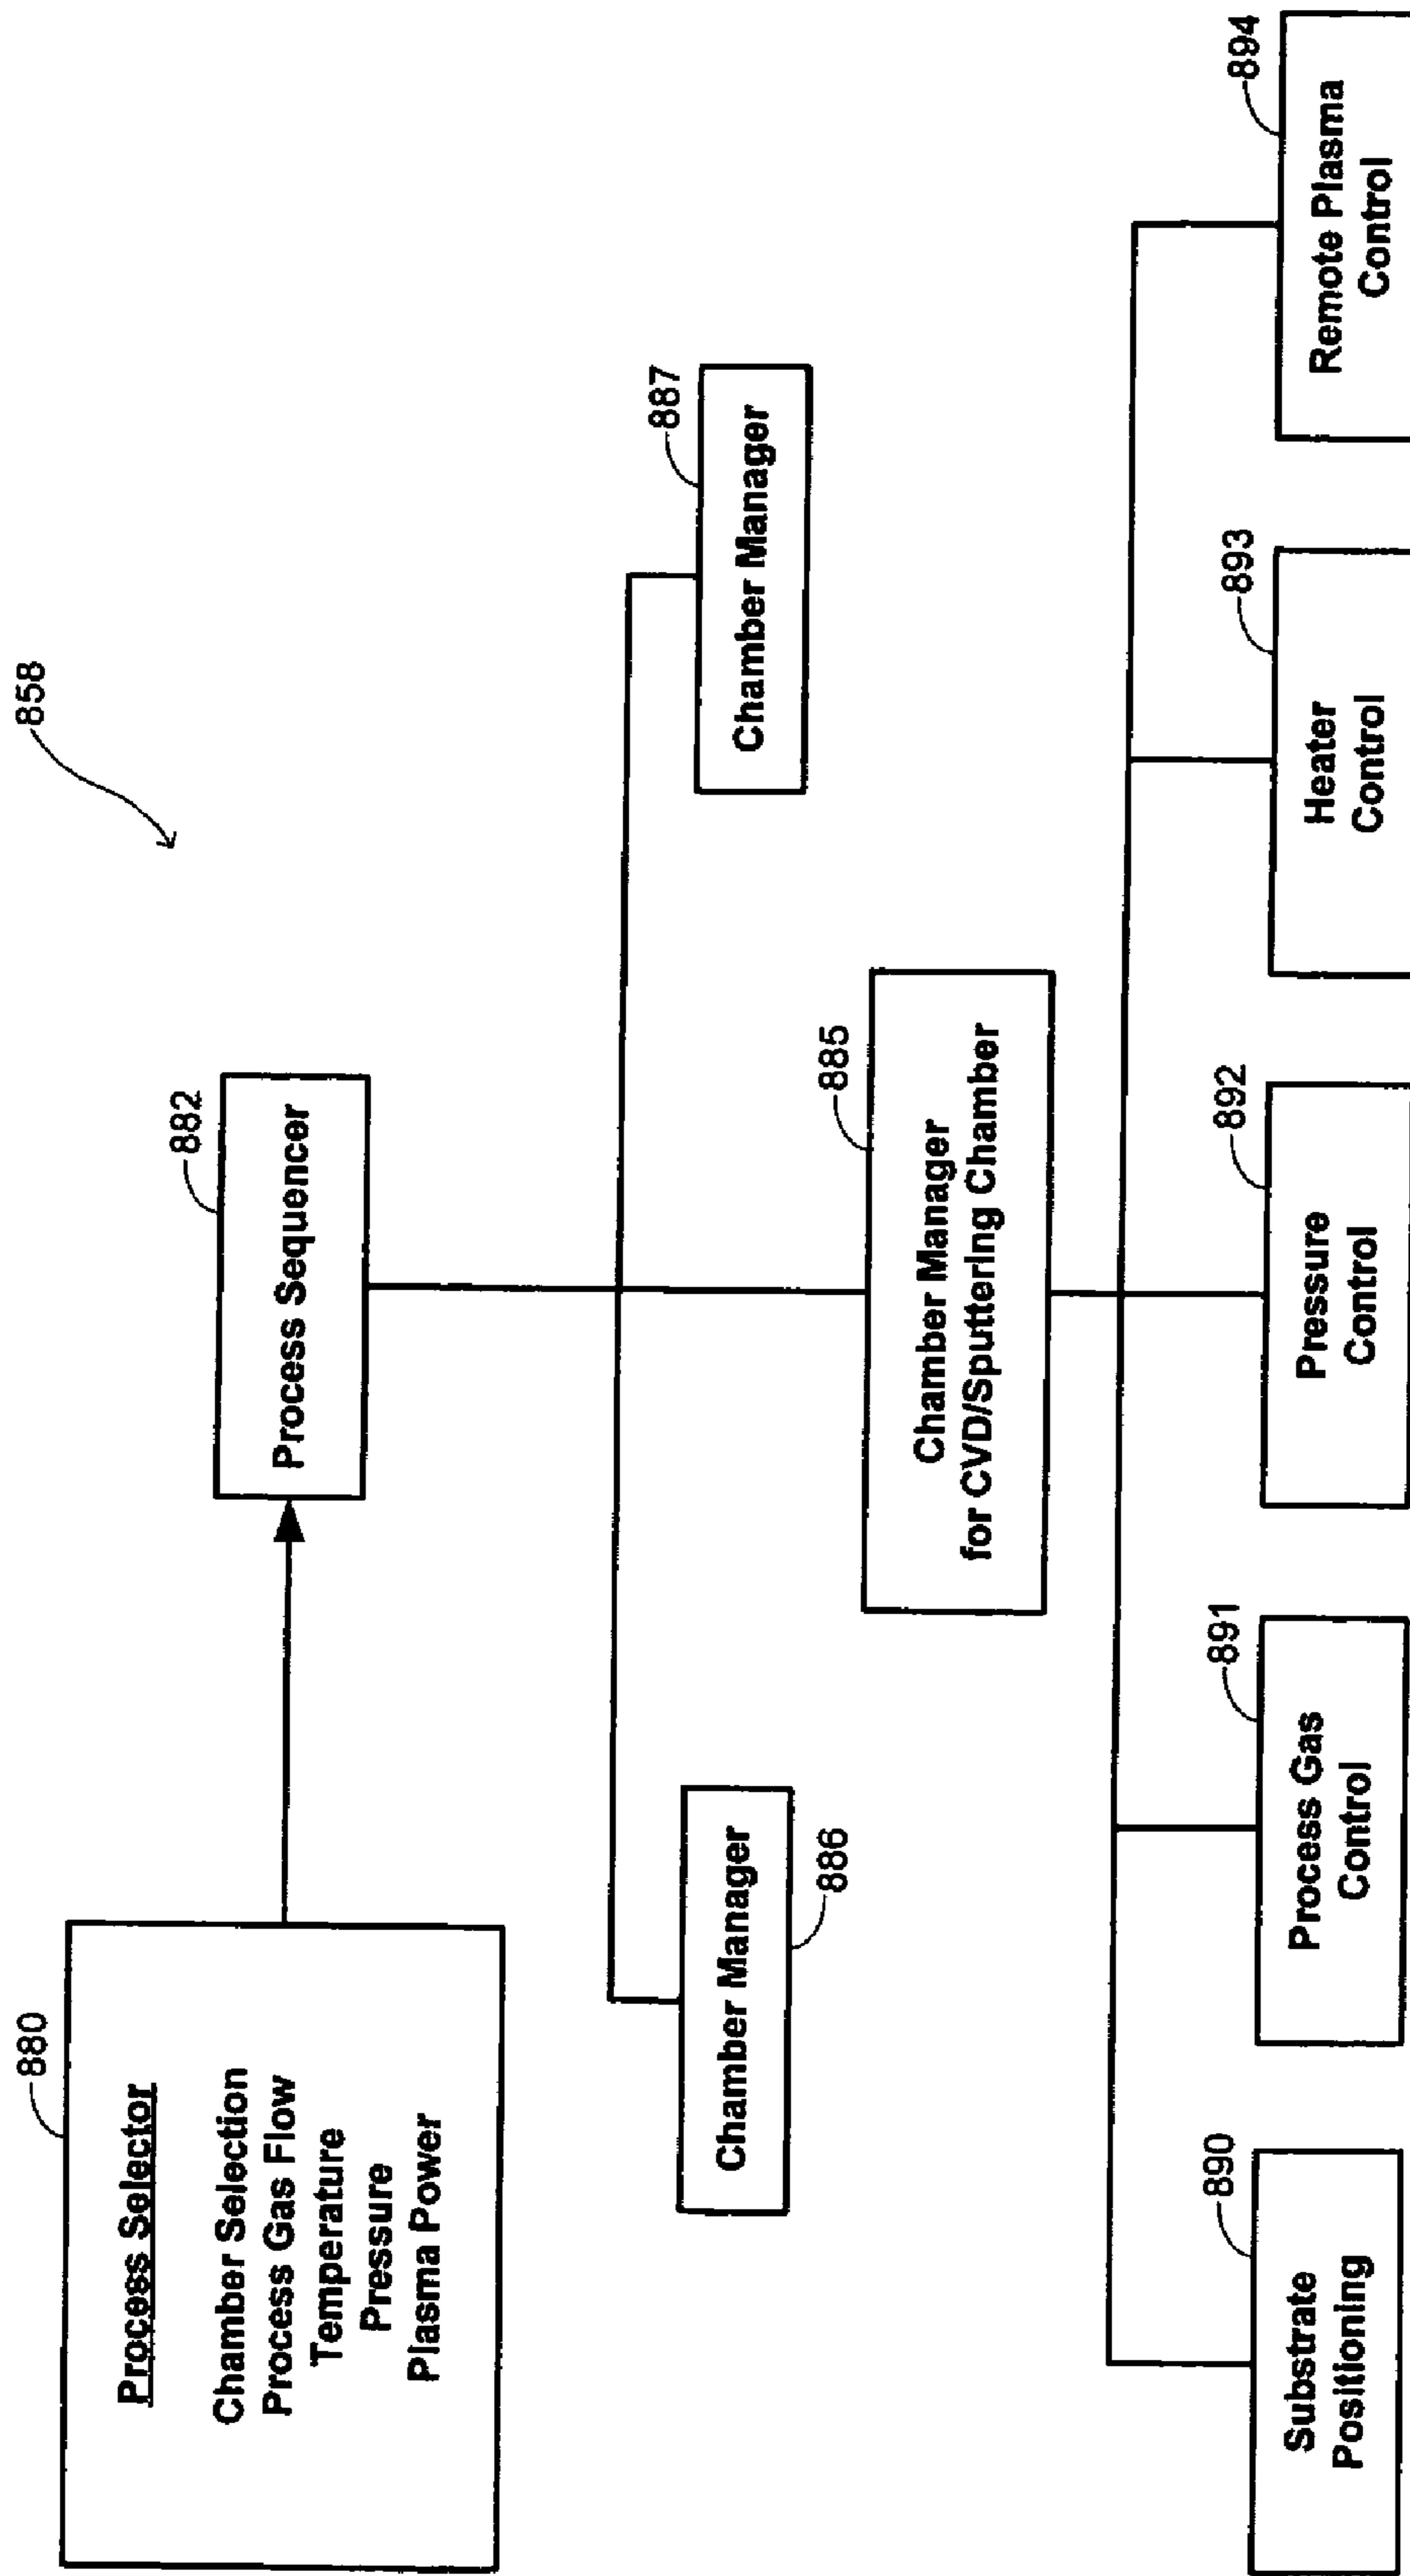 858
880
Process Selector
Chamber Selection
Process Gas Flow
Temperature
Pressure
Plasma Power
882
Process Sequencer
Chamber Manager
886
887
Chamber Manager
885
Chamber Manager
for CVD/Sputtering Chamber
890
Substrate
Positioning
891
Process Gas
Control
892
Pressure
Control
893
Heater
Control
894
Remote Plasma
Control